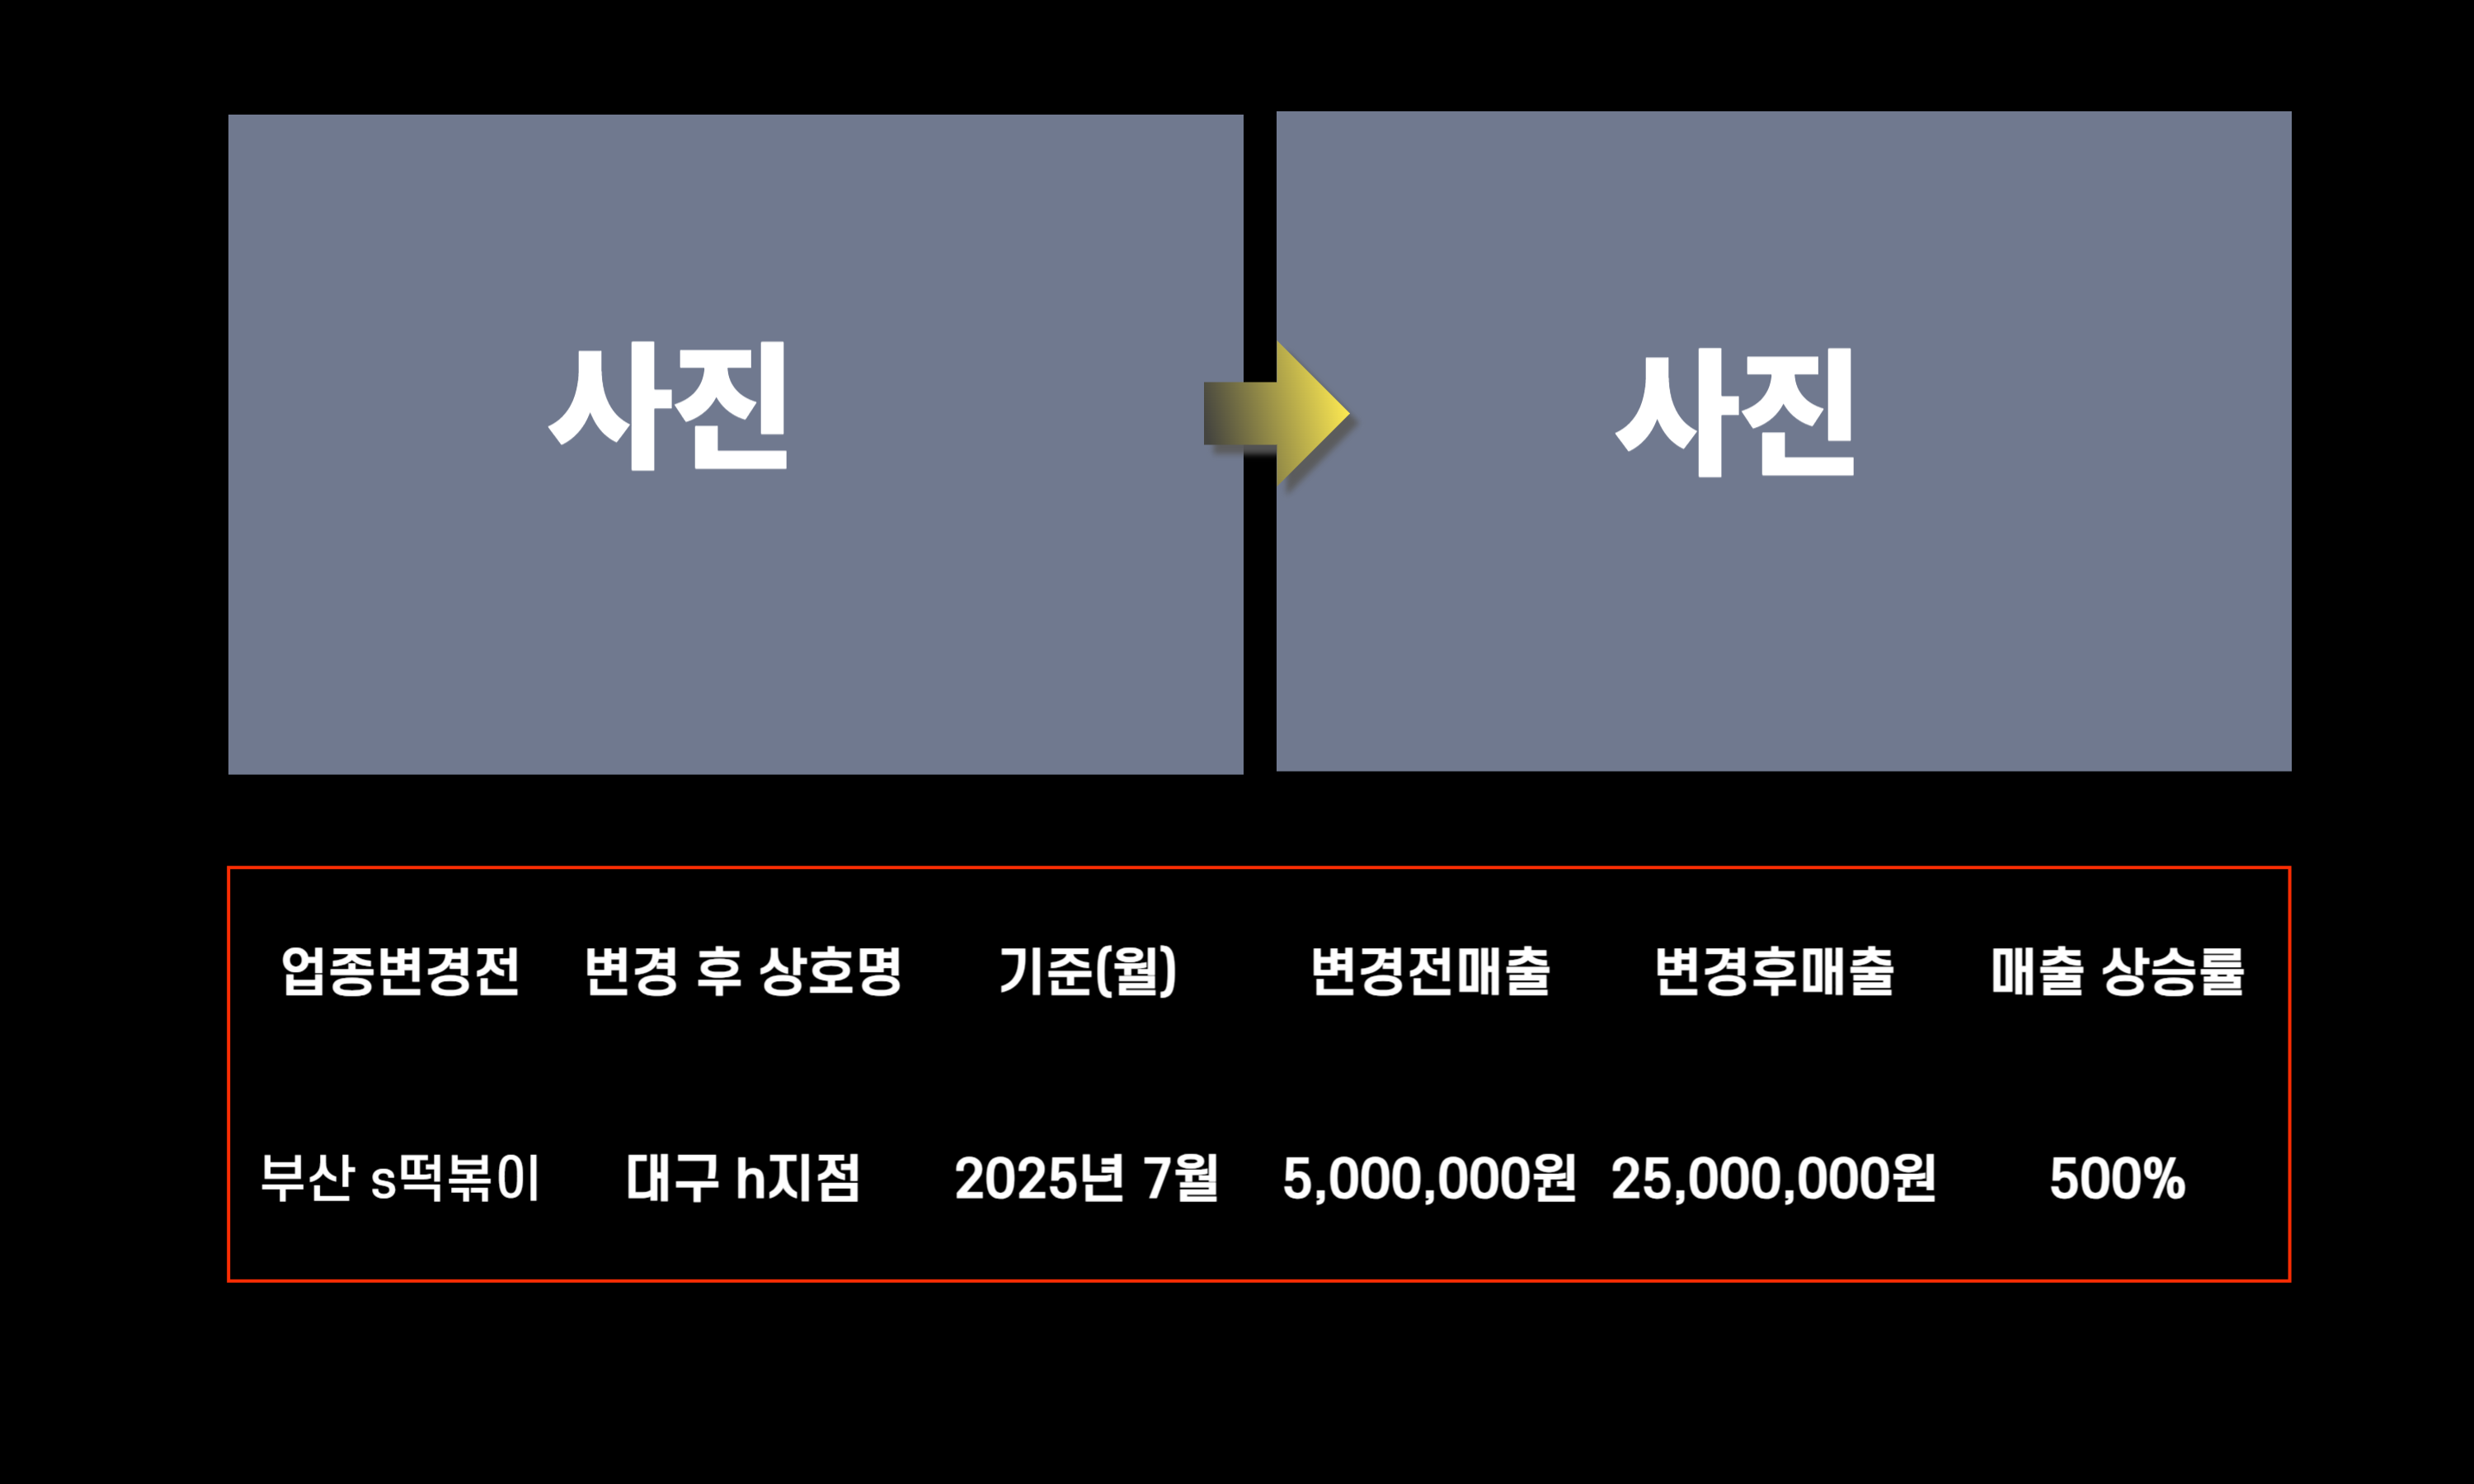 사진
사진
업종변경전 변경 후 상호명 기준(월) 변경전매출 변경후매출 매출 상승률
부산 s떡볶이 대구 h지점 2025년 7월 5,000,000원 25,000,000원 500%